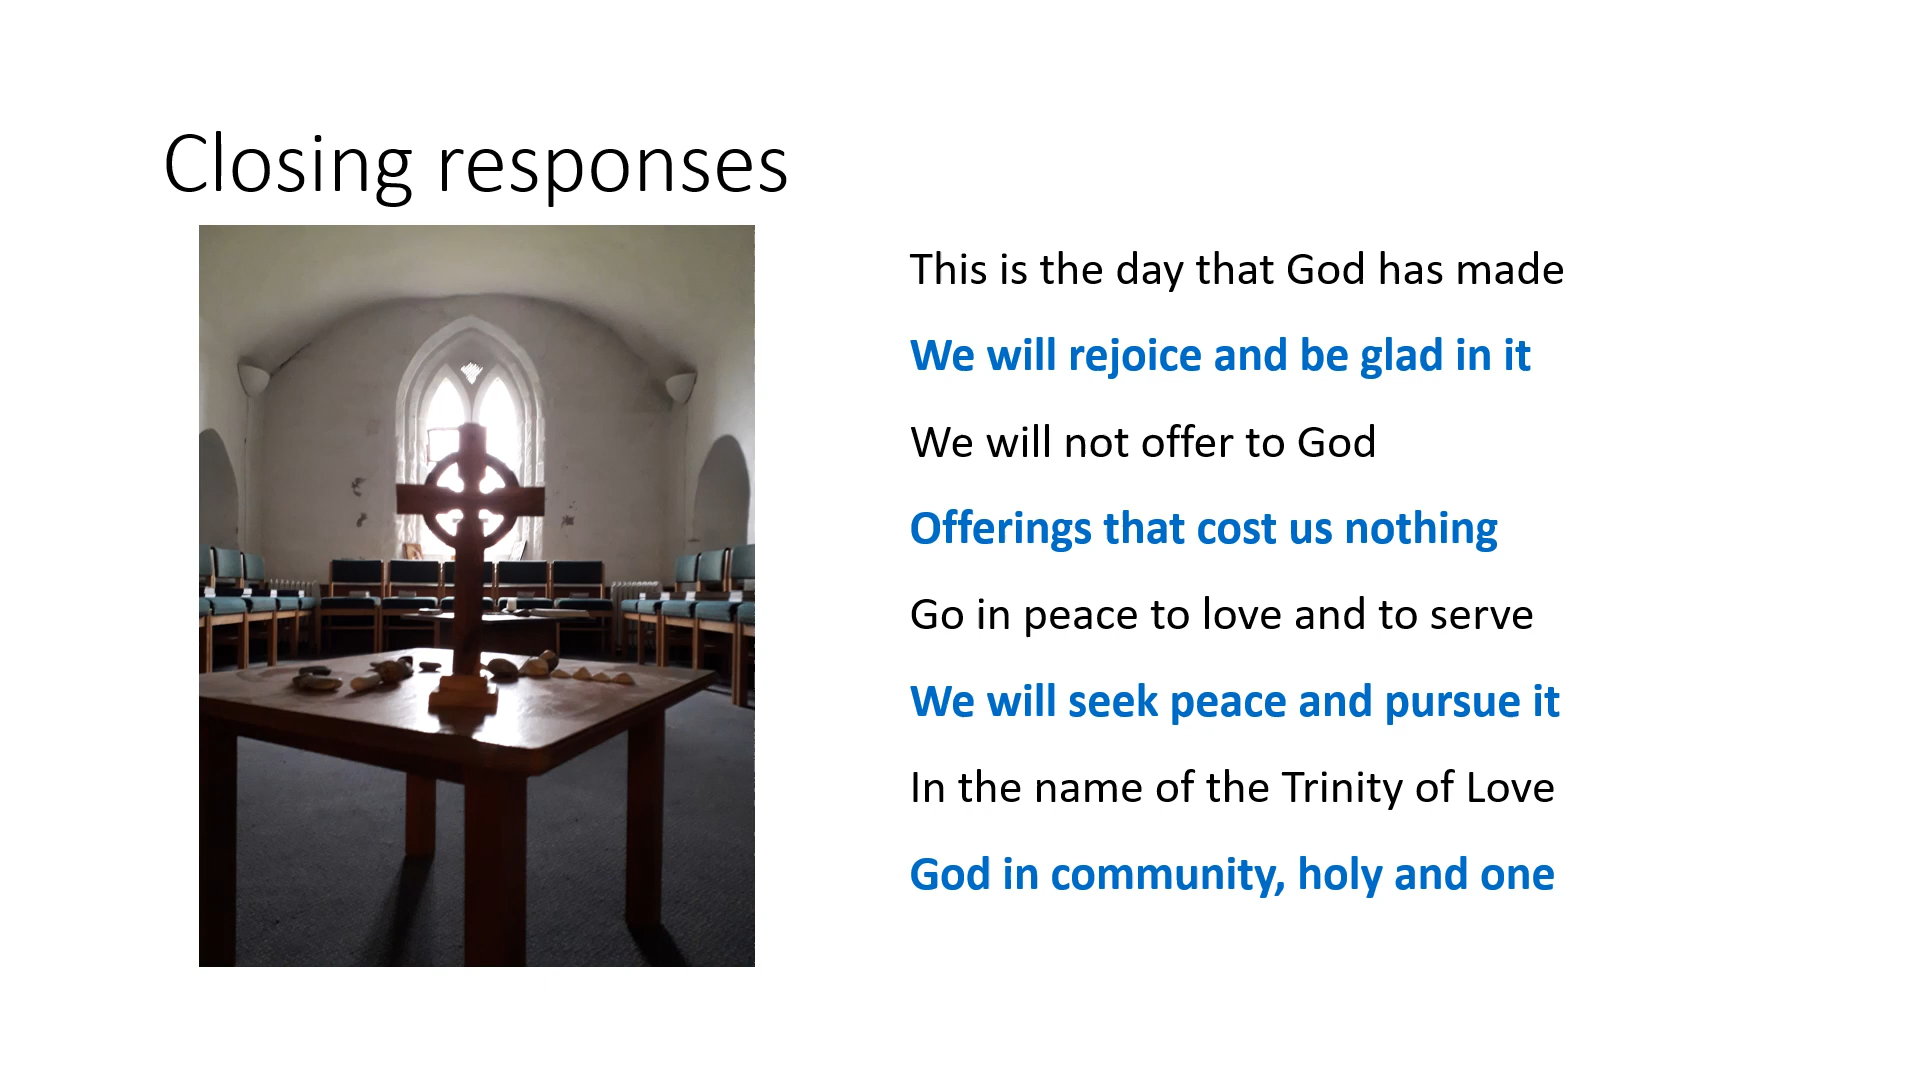 Closing responses
This is the day that God has made
We will rejoice and be glad in it
We will not offer to God
Offerings that cost us nothing
Go in peace to love and to serve
We will seek peace and pursue it
In the name of the Trinity of Love
God in community, holy and one